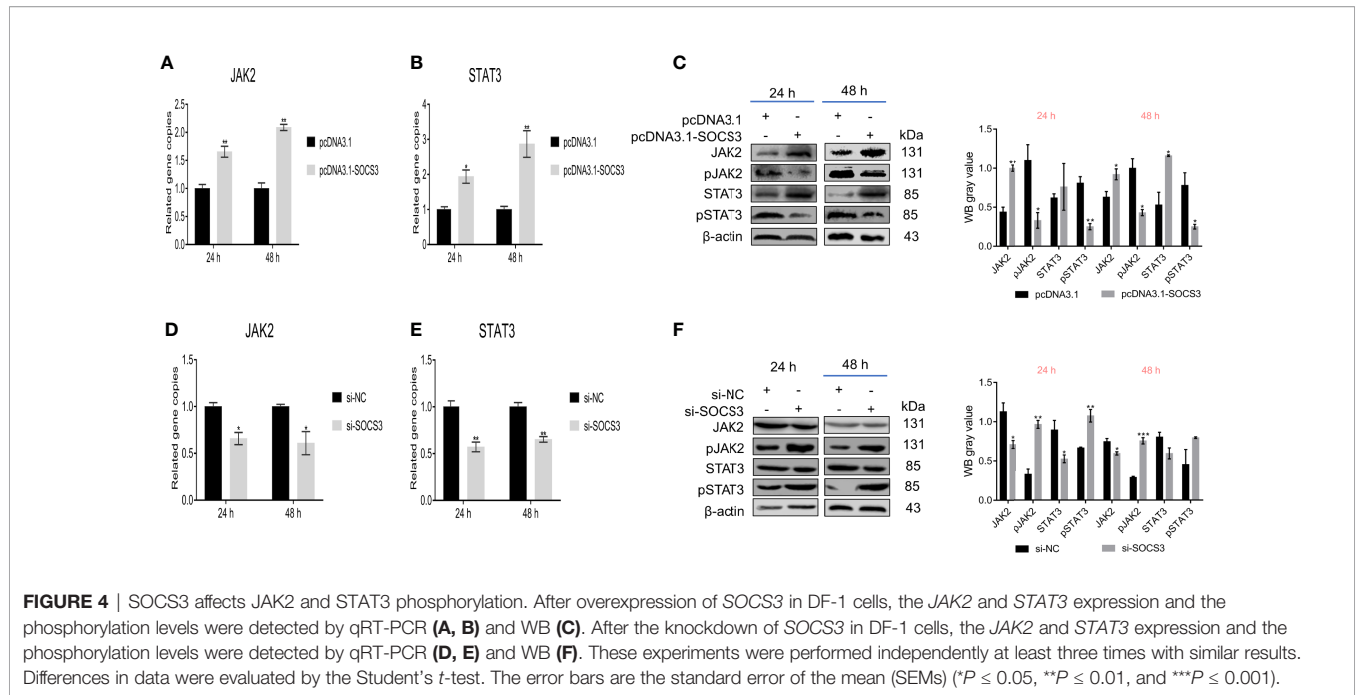 A
JAK2
Related gene copies
2.5
2.0
1.5
1.0
0.5
0.0
**
**
24 h
48 h
pcDNA3.1
pcDNA3.1-SOCS3
B
STAT3
Related gene copies
4
3
2
1
0
*
**
24 h
48 h
pcDNA3.1
pcDNA3.1-SOCS3
C
24 h 48 h
pcDNA3.1 + - + -
pcDNA3.1-SOCS3 - + - + kDa
JAK2 131
pJAK2 131
STAT3 85
pSTAT3 85
β-actin 43
24 h 48 h
WB gray value
1.5
1.0
0.5
0.0
** * ** * * * *
JAK2 pJAK2 STAT3 pSTAT3 JAK2 pJAK2 STAT3 pSTAT3
pcDNA3.1 pcDNA3.1-SOCS3
D
JAK2
Related gene copies
1.5
1.0
0.5
0.0
*
*
24 h
48 h
si-NC
si-SOCS3
E
STAT3
Related gene copies
1.5
1.0
0.5
0.0
**
**
24 h
48 h
si-NC
si-SOCS3
F
24 h 48 h
si-NC + - + -
si-SOCS3 - + - + kDa
JAK2 131
pJAK2 131
STAT3 85
pSTAT3 85
β-actin 43
24 h 48 h
WB gray value
1.5
1.0
0.5
0.0
* ** * ** * ***
JAK2 pJAK2 STAT3 pSTAT3 JAK2 pJAK2 STAT3 pSTAT3
si-NC si-SOCS3
FIGURE 4 | SOCS3 affects JAK2 and STAT3 phosphorylation. After overexpression of SOCS3 in DF-1 cells, the JAK2 and STAT3 expression and the
phosphorylation levels were detected by qRT-PCR (A, B) and WB (C). After the knockdown of SOCS3 in DF-1 cells, the JAK2 and STAT3 expression and the
phosphorylation levels were detected by qRT-PCR (D, E) and WB (F). These experiments were performed independently at least three times with similar results.
Differences in data were evaluated by the Student's t-test. The error bars are the standard error of the mean (SEMs) (*P ≤ 0.05, **P ≤ 0.01, and ***P ≤ 0.001).